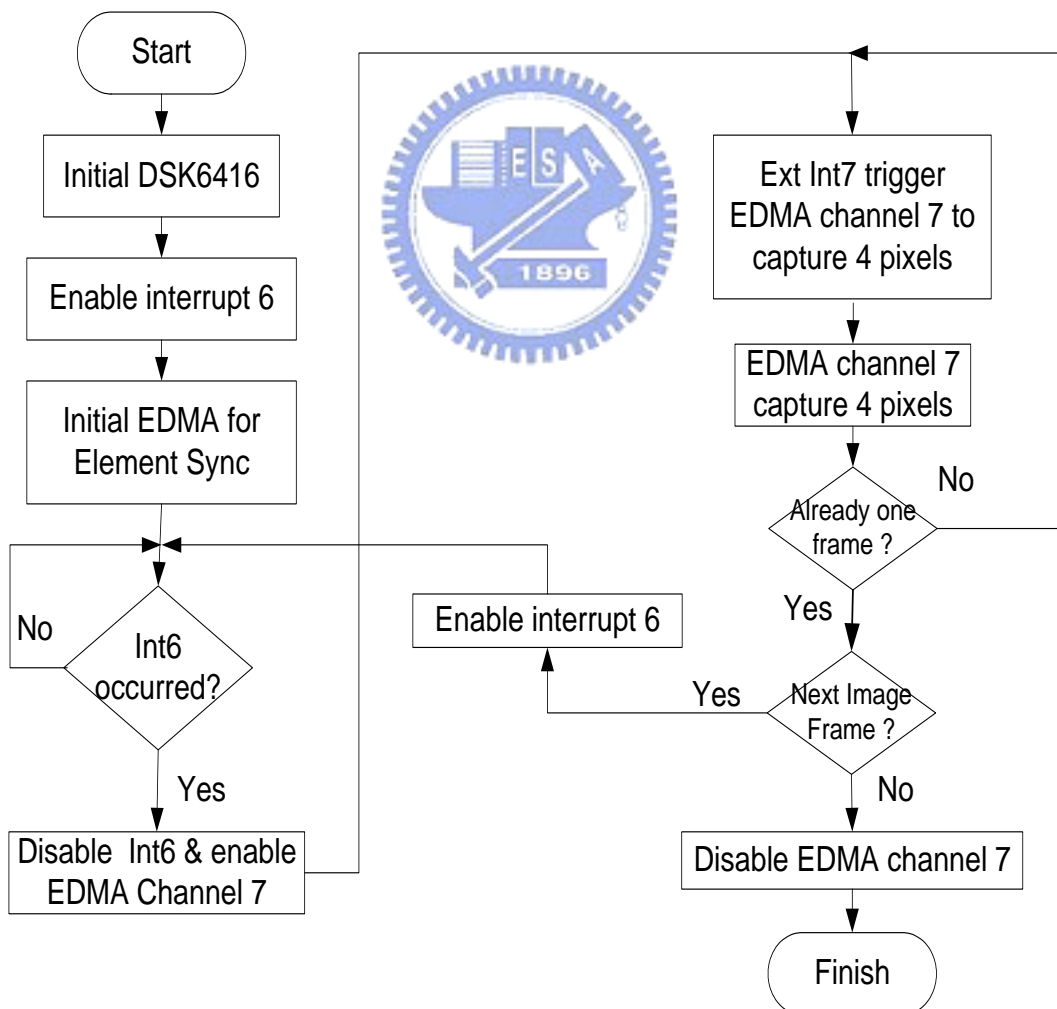 Start
Initial DSK6416
Enable interrupt 6
Initial EDMA for
Element Sync
No
Int6
occurred?
Yes
Disable Int6 & enable
EDMA Channel 7
E S A
1896
Ext Int7 trigger
EDMA channel 7 to
capture 4 pixels
EDMA channel 7
capture 4 pixels
Already one
frame ?
No
Yes
Next Image
Frame ?
Yes
Enable interrupt 6
No
Disable EDMA channel 7
Finish